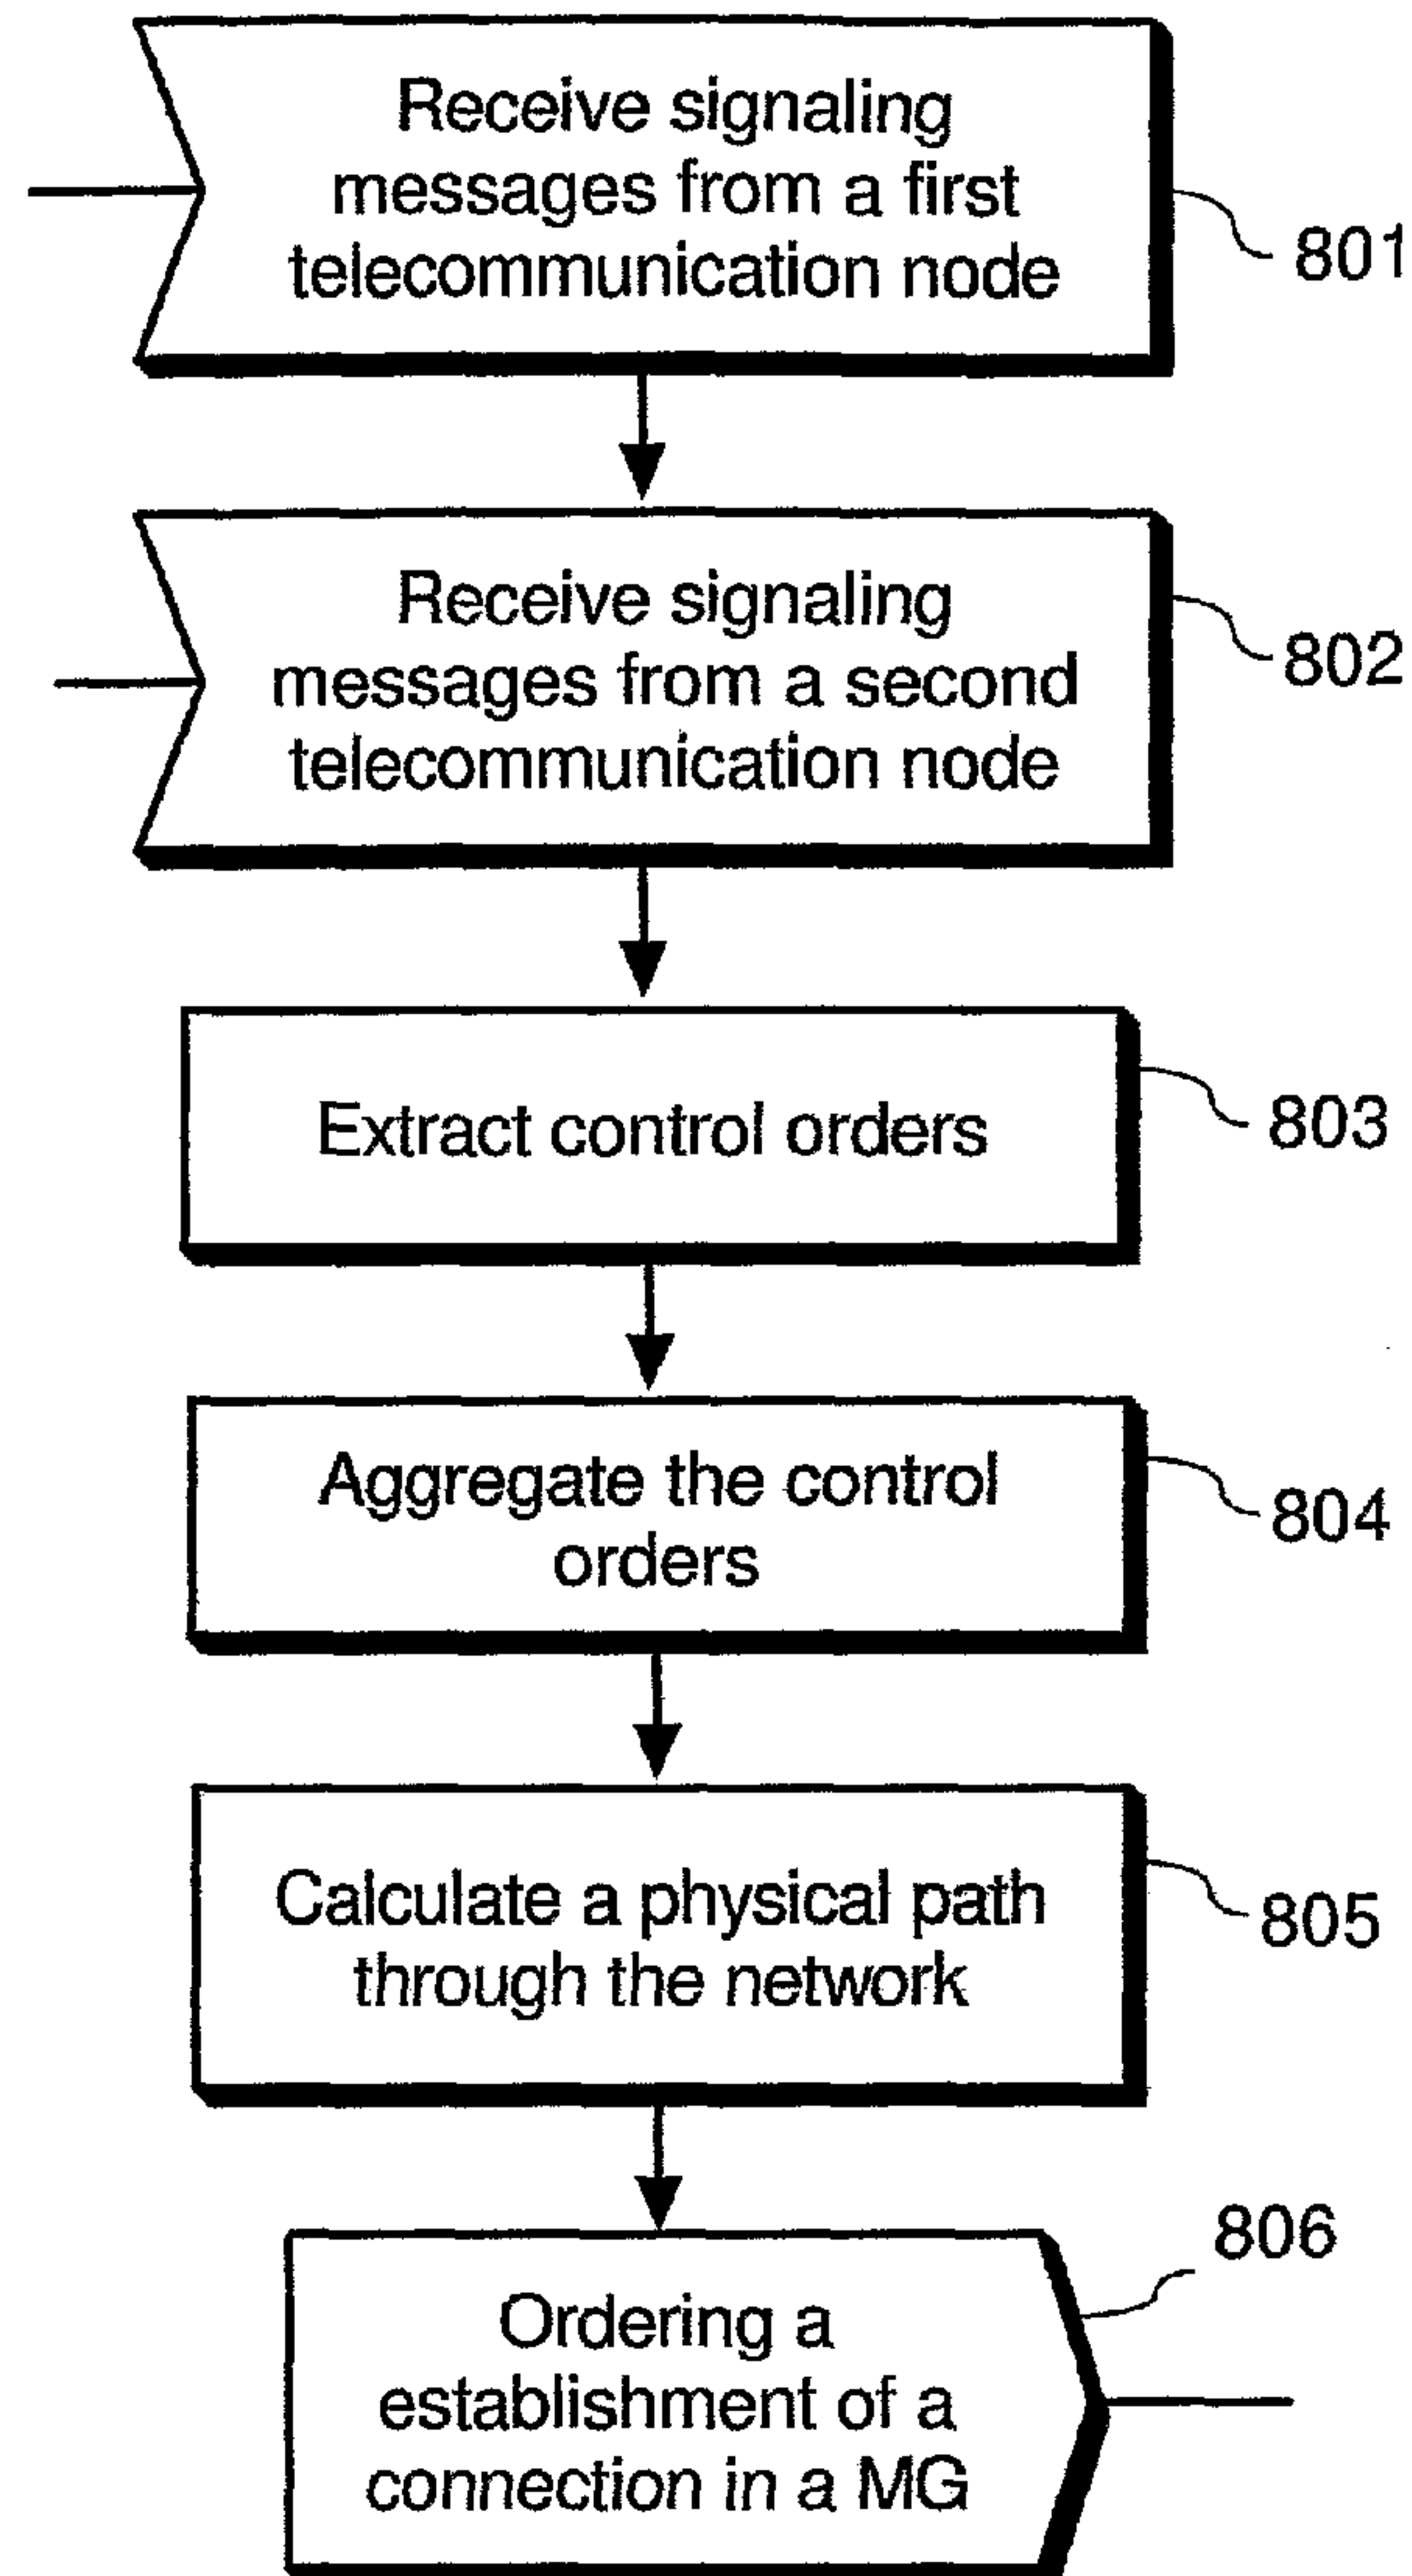 Receive signaling
messages from a first
telecommunication node
801
Receive signaling
messages from a second
telecommunication node
802
Extract control orders
803
Aggregate the control
orders
804
Calculate a physical path
through the network
805
806
Ordering a
establishment of a
connection in a MG